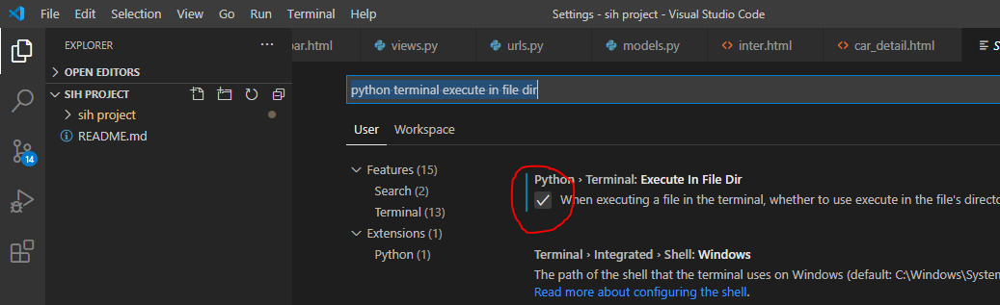 File Edit Selection View Go Run Terminal Help Settings - sih project - Visual Studio Code
EXPLORER
bar.html views.py urls.py models.py inter.html car_detail.html
OPEN EDITORS
SIH PROJECT
sih project
README.md
14
python terminal execute in file dir
User Workspace
Features (15)
Search (2)
Terminal (13)
Extensions (1)
Python (1)
Python › Terminal: Execute In File Dir
When executing a file in the terminal, whether to use execute in the file's directo
Terminal › Integrated › Shell: Windows
The path of the shell that the terminal uses on Windows (default: C:\Windows\System
Read more about configuring the shell.